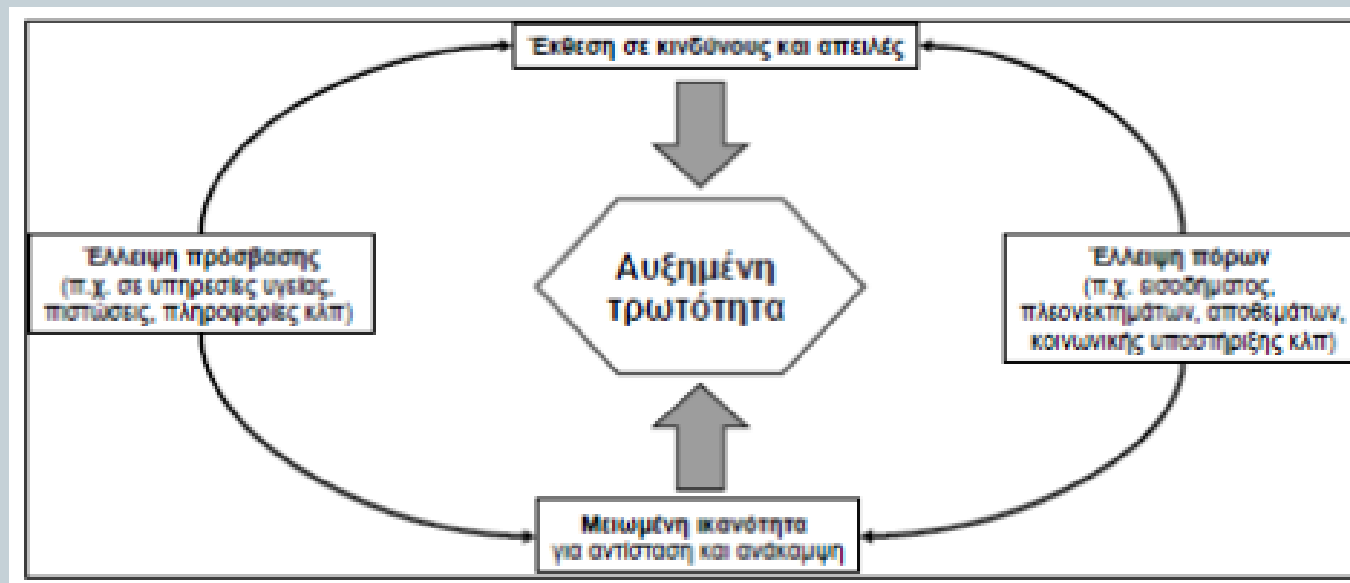 Έκθεση σε κινδύνους και απειλές
Έλλειψη πρόσβασης
(π.χ. σε υπηρεσίες υγείας,
πιστώσεις, πληροφορίες κλπ)
Αυξημένη
τρωτότητα
Έλλειψη πόρων
(π.χ. εισοδήματος,
πλεονεκτημάτων, αποθεμάτων,
κοινωνικής υποστήριξης κλπ)
Μειωμένη ικανότητα
για αντίσταση και ανάκαμψη